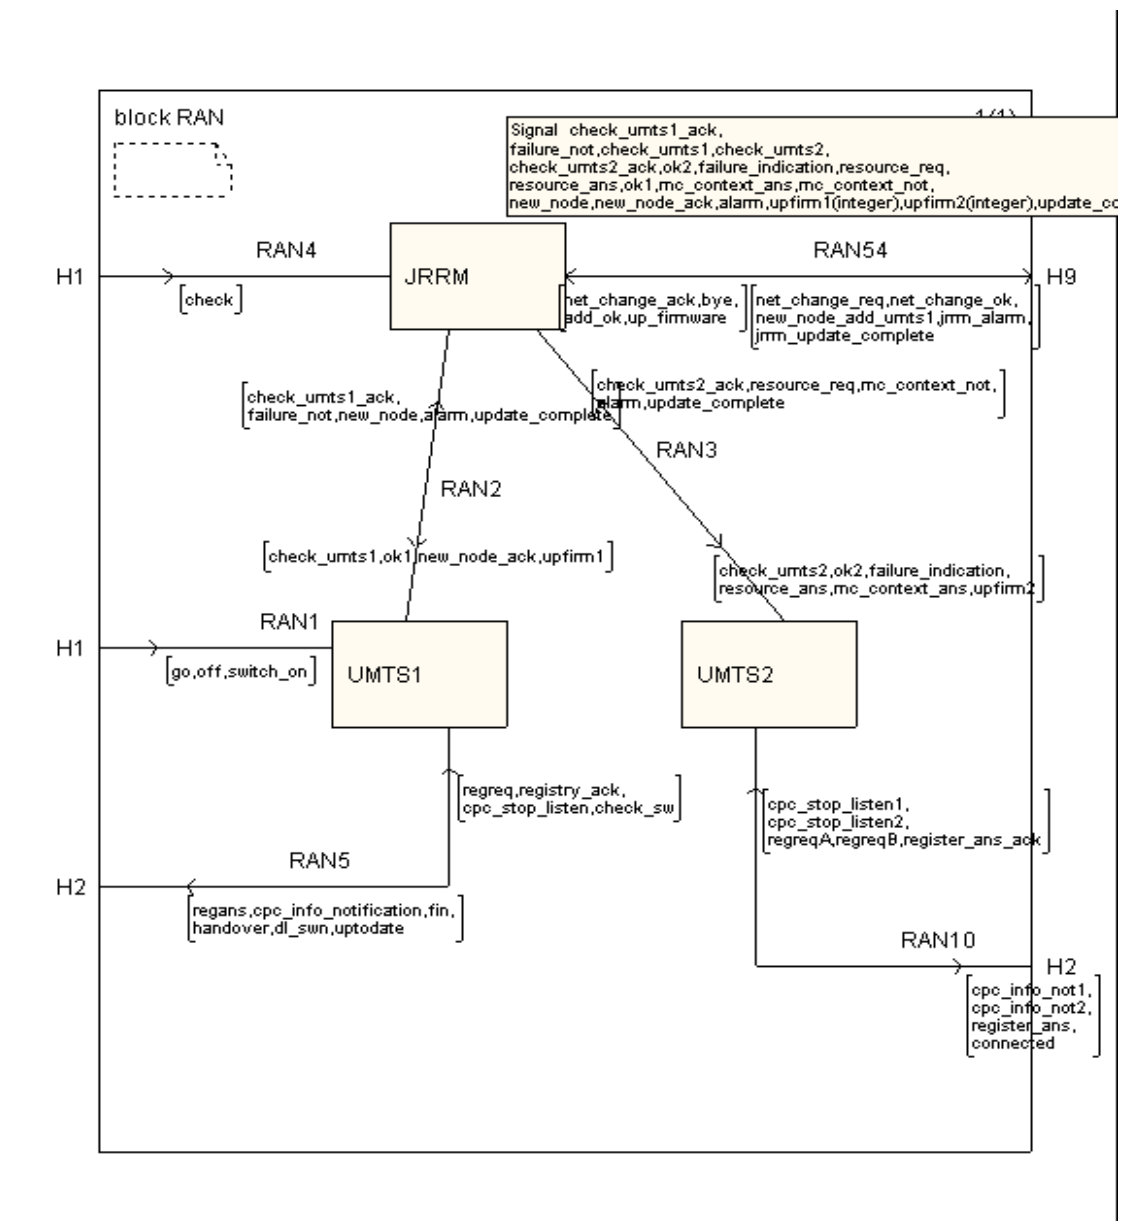 block RAN
1(1)
Signal check_umts1_ack,
failure_not,check_umts1,check_umts2,
check_umts2_ack,ok2,failure_indication,resource_req,
resource_ans,ok1,rnc_context_ans,rnc_context_not,
new_node,new_node_ack,alarm,upfirm1(integer),upfirm2(integer),update_co
RAN4
RAN54
H1
JRRM
H9
[check]
net_change_ack,bye,
add_ok,up_firmware
net_change_req,net_change_ok,
new_node_add_umts1,jrrm_alarm,
jrrm_update_complete
check_umts1_ack,
failure_not,new_node,alarm,update_complete
check_umts2_ack,resource_req,rnc_context_not,
alarm,update_complete
RAN3
RAN2
[check_umts1,ok1,new_node_ack,upfirm1]
check_umts2,ok2,failure_indication,
resource_ans,rnc_context_ans,upfirm2
RAN1
H1
[go,off,switch_on]
UMTS1
UMTS2
regreq,registry_ack,
cpc_stop_listen,check_sw
cpc_stop_listen1,
cpc_stop_listen2,
regreqA,regreqB,register_ans_ack
RAN5
H2
regans,cpc_info_notification,fin,
handover,dl_swn,uptodate
RAN10
H2
cpc_info_not1,
cpc_info_not2,
register_ans,
connected